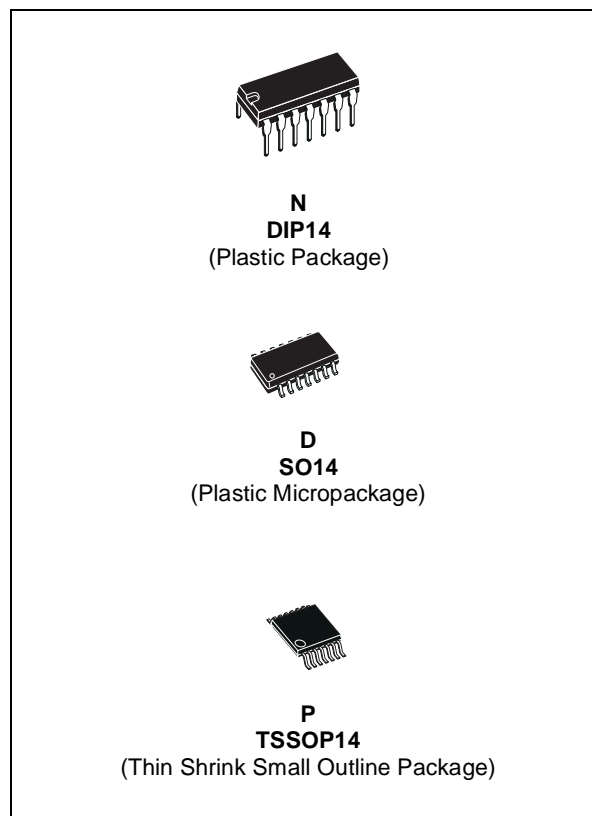 N
DIP14
(Plastic Package)
D
SO14
(Plastic Micropackage)
P
TSSOP14
(Thin Shrink Small Outline Package)